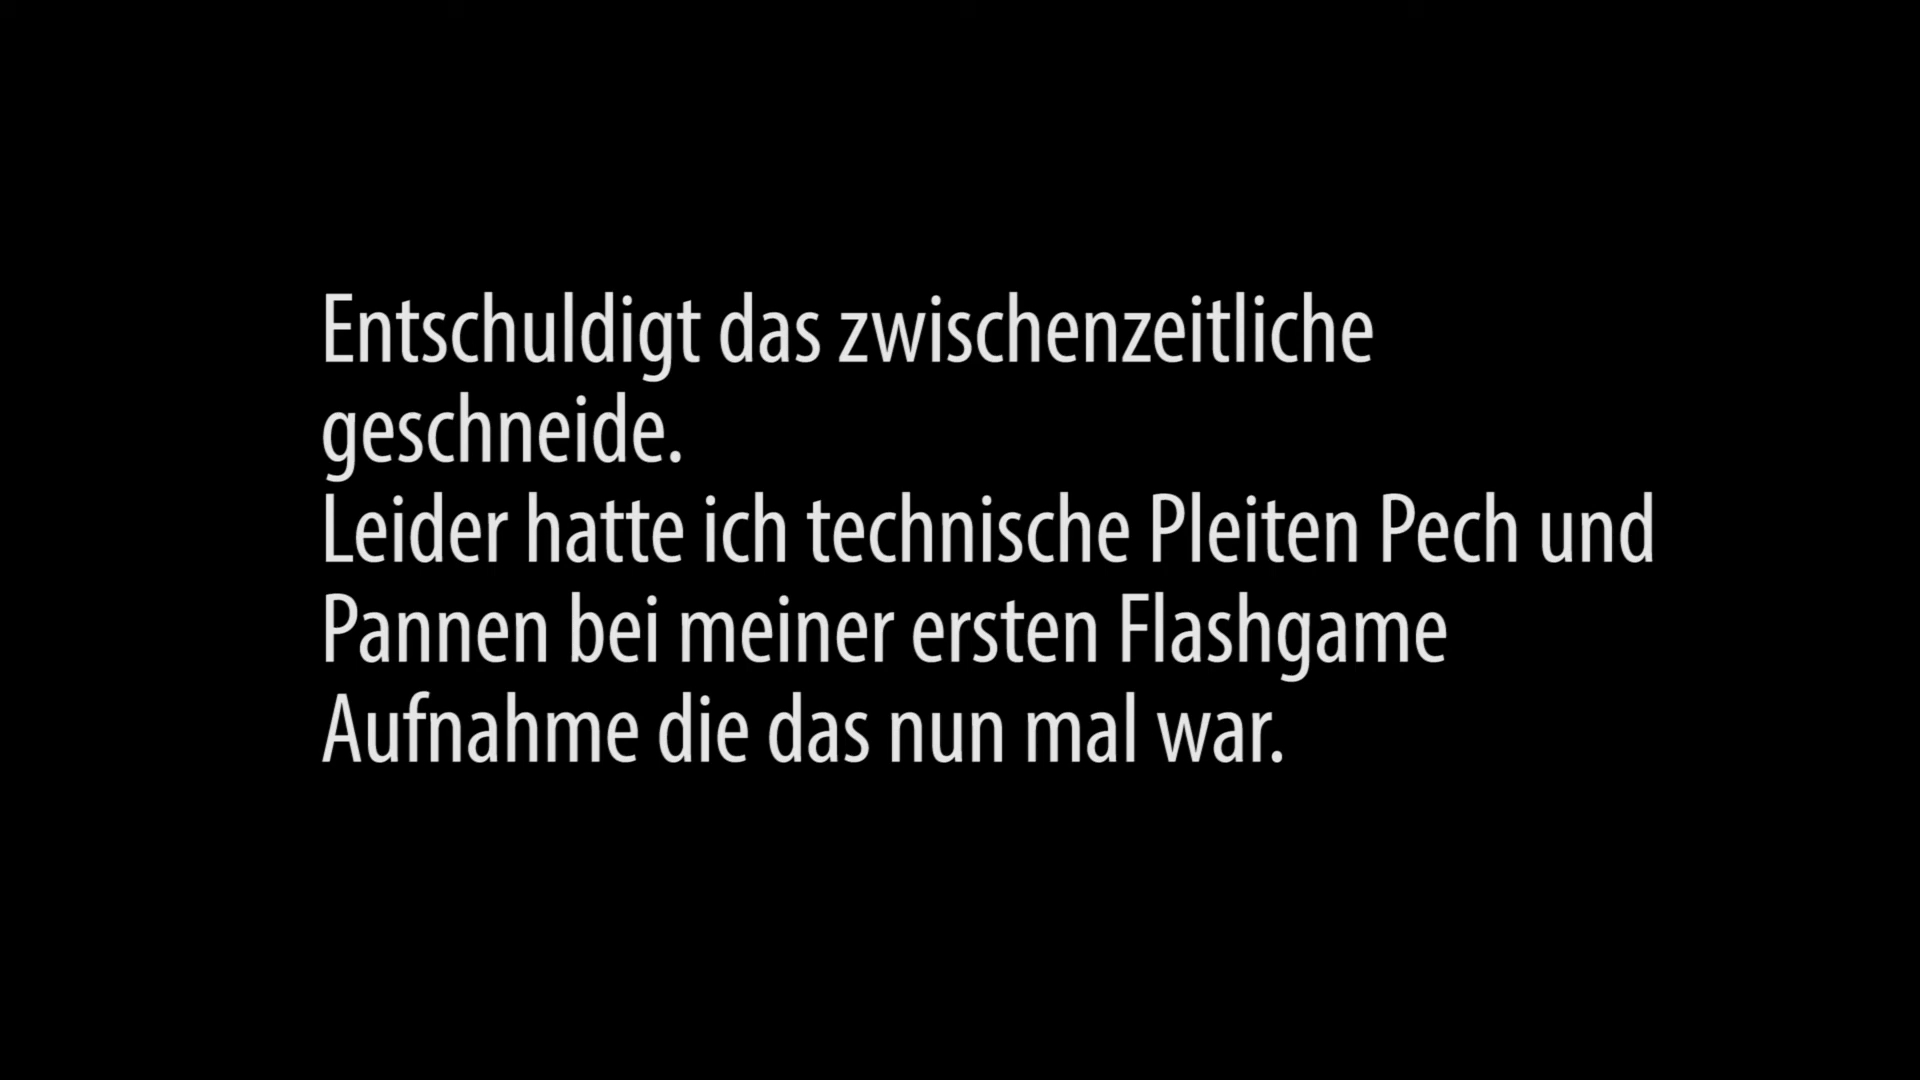 Entschuldigt das zwischenzeitliche
geschneide.
Leider hatte ich technische Pleiten Pech und
Pannen bei meiner ersten Flashgame
Aufnahme die das nun mal war.